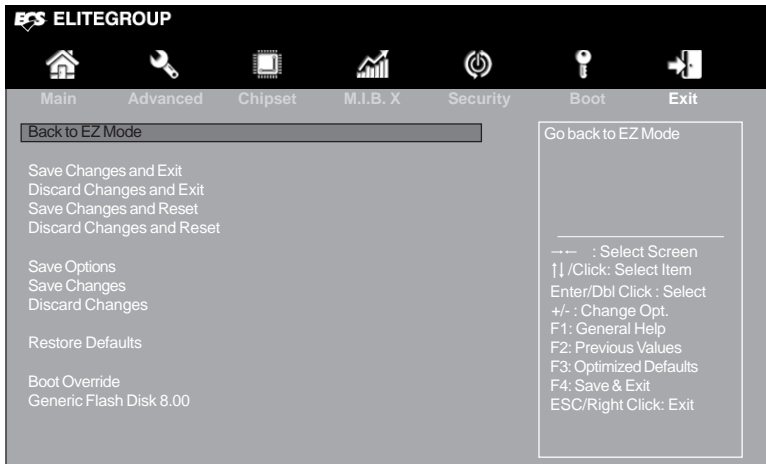 ECS ELITEGROUP
Main Advanced Chipset M.I.B. X Security Boot Exit
Back to EZ Mode
Save Changes and Exit
Discard Changes and Exit
Save Changes and Reset
Discard Changes and Reset
Save Options
Save Changes
Discard Changes
Restore Defaults
Boot Override
Generic Flash Disk 8.00
Go back to EZ Mode
→← : Select Screen
↑↓/Click: Select Item
Enter/Dbl Click : Select
+/- : Change Opt.
F1: General Help
F2: Previous Values
F3: Optimized Defaults
F4: Save & Exit
ESC/Right Click: Exit